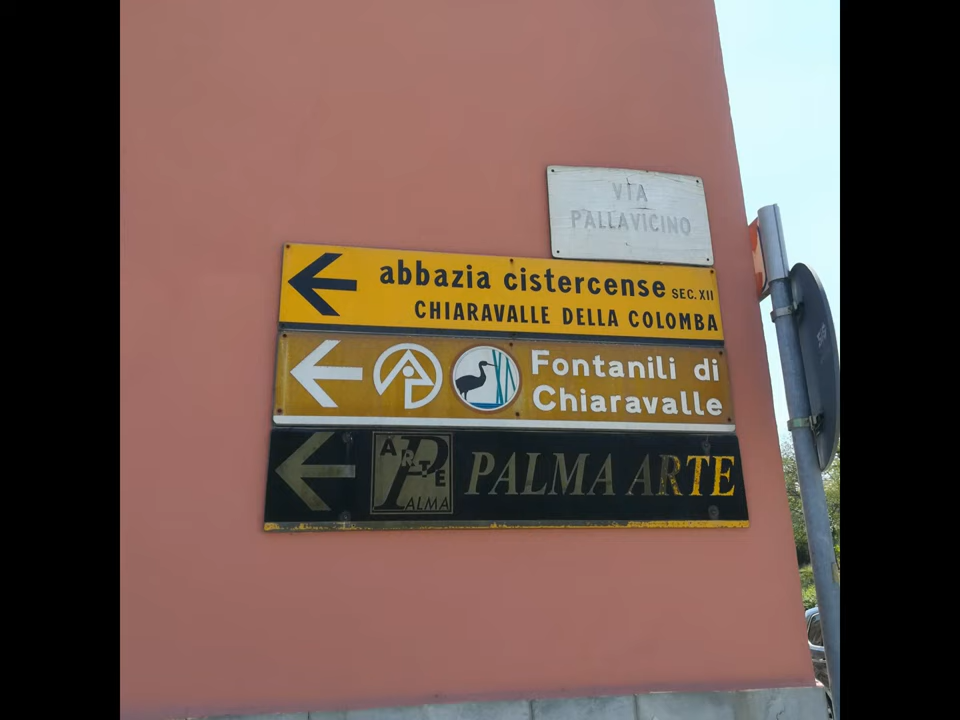 VIA
PALLAVICINO
abbazia cistercense SEC. XII
CHIARAVALLE DELLA COLOMBA
Fontanili di
Chiaravalle
ARTE
PALMA
PALMA ARTE